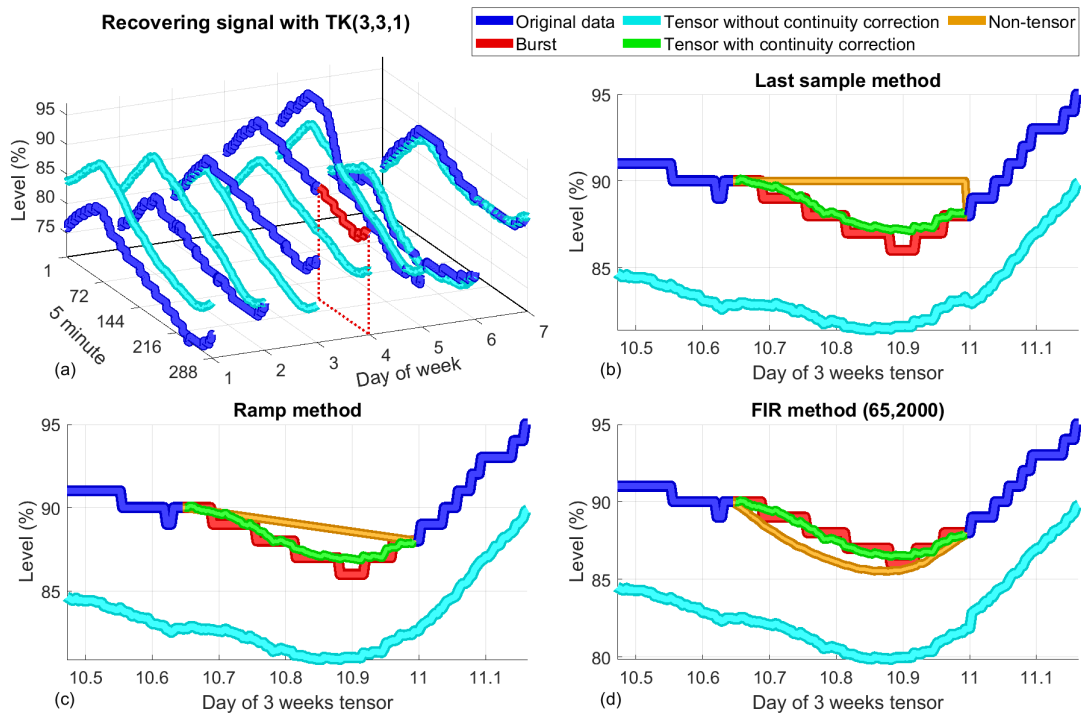 Recovering signal with TK(3,3,1)
Original data
Tensor without continuity correction
Non-tensor
Burst
Tensor with continuity correction
95
90
85
80
75
Level (%)
1
72
144
216
288
5 minute
1
2
3
4
5
6
7
Day of week
(a)
Last sample method
95
90
85
Level (%)
10.5
10.6
10.7
10.8
10.9
11
11.1
Day of 3 weeks tensor
(b)
Ramp method
95
90
85
Level (%)
10.5
10.6
10.7
10.8
10.9
11
11.1
Day of 3 weeks tensor
(c)
FIR method (65,2000)
95
90
85
80
Level (%)
10.5
10.6
10.7
10.8
10.9
11
11.1
Day of 3 weeks tensor
(d)